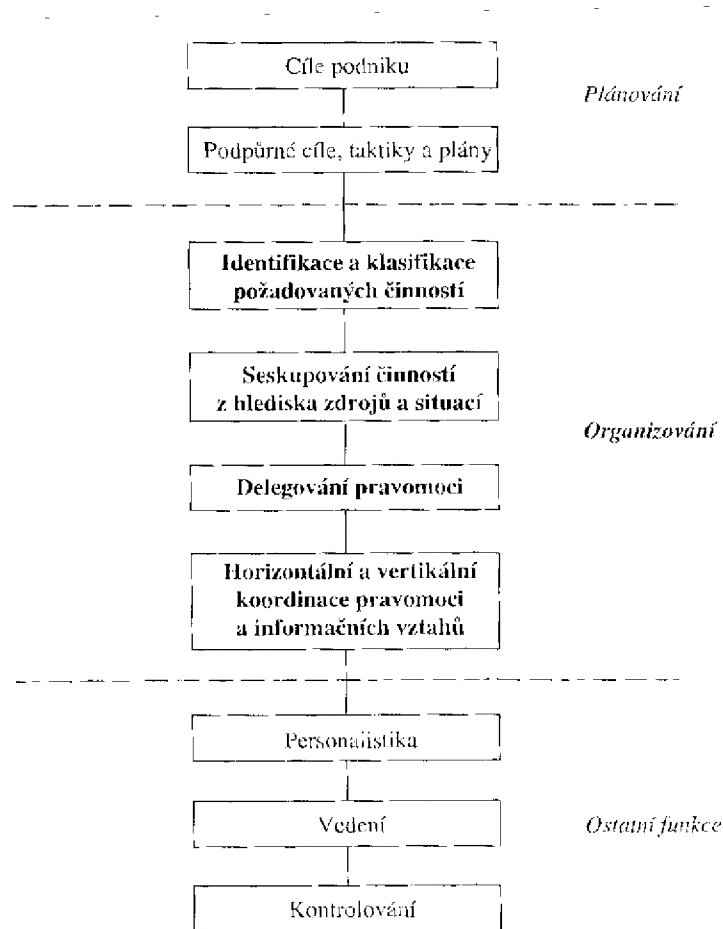 Cíle podniku
Plánování
Podpůrné cíle, taktiky a plány
Identifikace a klasifikace
požadovaných činností
Seskupování činností
z hlediska zdrojů a situací
Organizování
Delegování pravomoci
Horizontální a vertikální
koordinace pravomoci
a informačních vztahů
Personalistika
Vedení
Ostatní funkce
Kontrolování